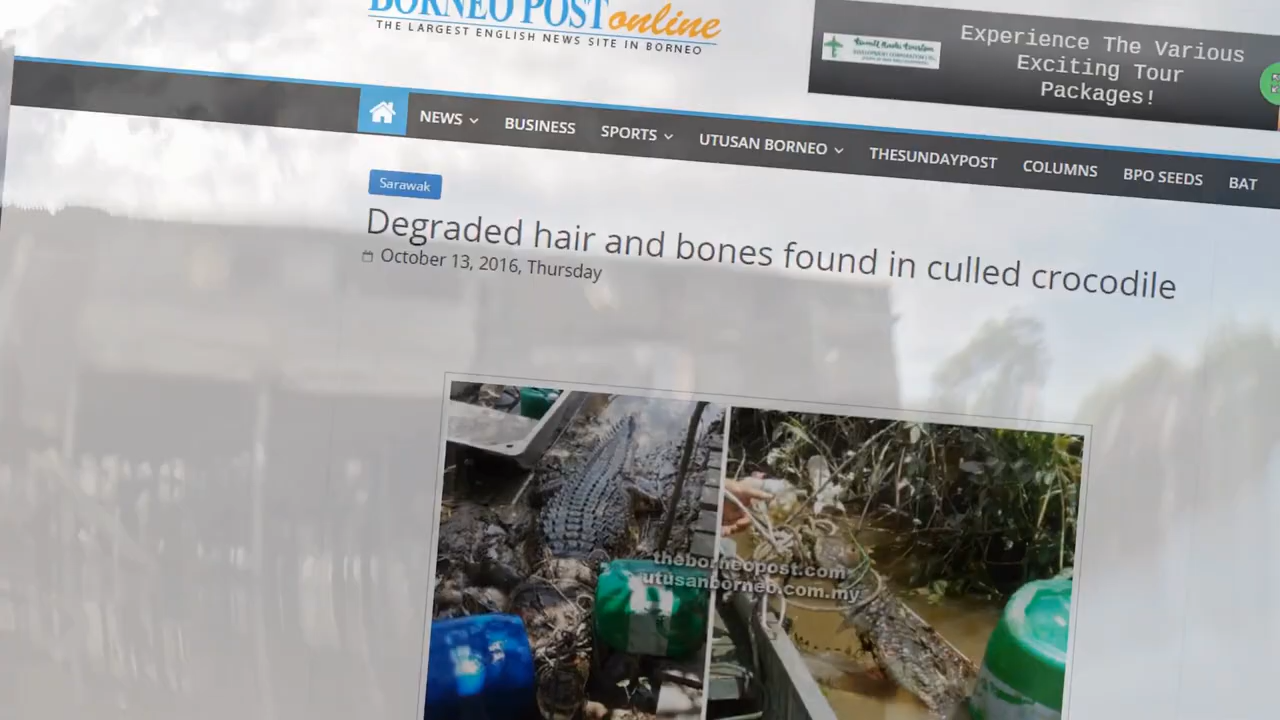 BORNEO POST online
THE LARGEST ENGLISH NEWS SITE IN BORNEO
Experience The Various
Exciting Tour
Packages!
NEWS
BUSINESS
SPORTS
UTUSAN BORNEO
THESUNDAYPOST
COLUMNS
BPO SEEDS
BAT
Sarawak
Degraded hair and bones found in culled crocodile
October 13, 2016, Thursday
theborneopost.com
utusanborneo.com.my